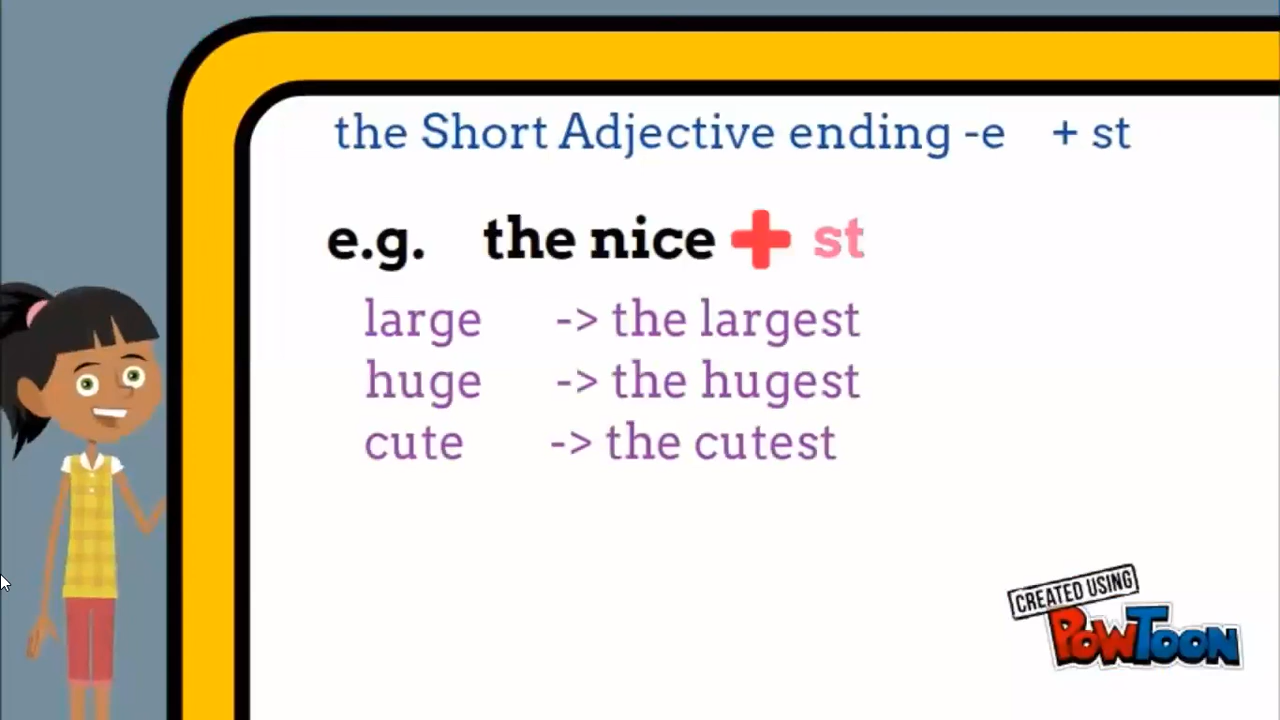 the Short Adjective ending -e + st
e.g. the nice + st
large -> the largest
huge -> the hugest
cute -> the cutest
CREATED USING
POWTOON